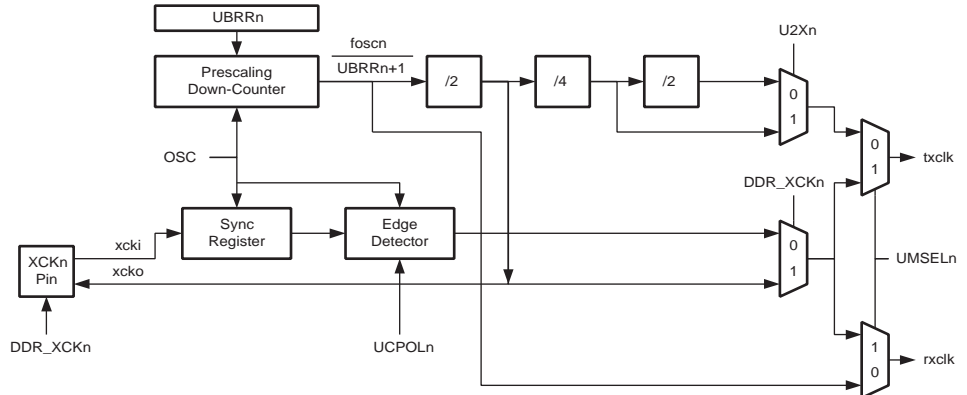 UBRRn
foscn
U2Xn
Prescaling
Down-Counter
UBRRn+1
/2
/4
/2
0
1
OSC
0
1
txclk
DDR_XCKn
xcki
Sync
Register
Edge
Detector
0
1
XCKn
Pin
xcko
UMSELn
DDR_XCKn
UCPOLn
1
0
rxclk